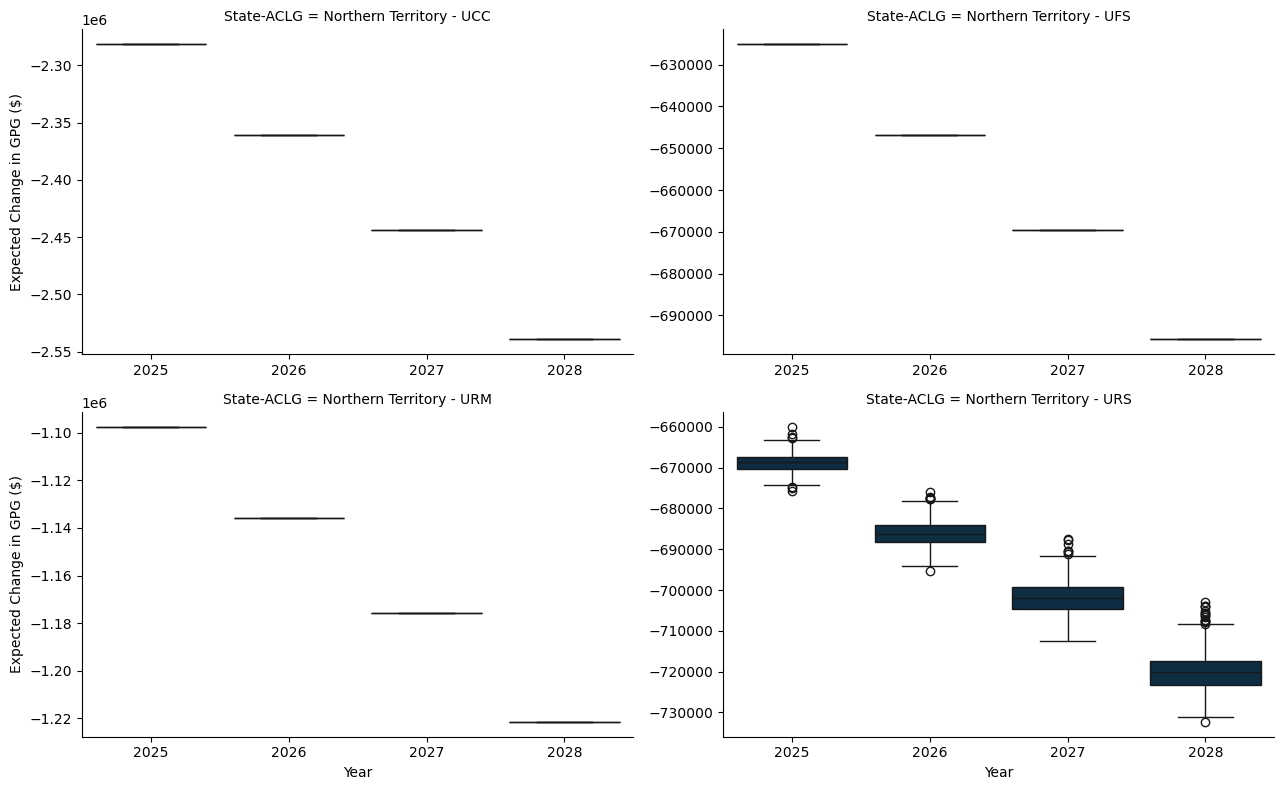 State-ACLG = Northern Territory - UCC
1e6
Expected Change in GPG ($)
−2.30
−2.35
−2.40
−2.45
−2.50
−2.55
2025 2026 2027 2028
State-ACLG = Northern Territory - UFS
−630000
−640000
−650000
−660000
−670000
−680000
−690000
2025 2026 2027 2028
State-ACLG = Northern Territory - URM
1e6
Expected Change in GPG ($)
−1.10
−1.12
−1.14
−1.16
−1.18
−1.20
−1.22
2025 2026 2027 2028
Year
State-ACLG = Northern Territory - URS
−660000
−670000
−680000
−690000
−700000
−710000
−720000
−730000
2025 2026 2027 2028
Year